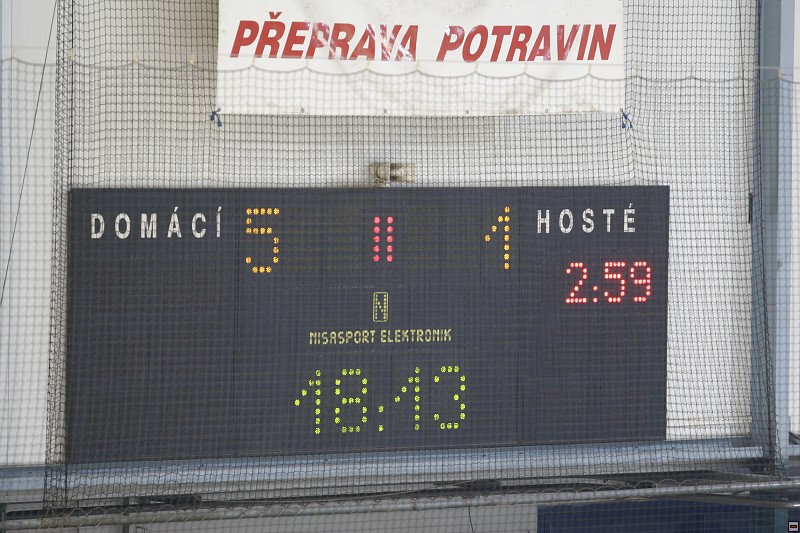 PŘEPRAVA POTRAVIN
DOMÁCÍ 5 II 1 HOSTÉ
2:59
N
NISASPORT ELEKTRONIK
18:13